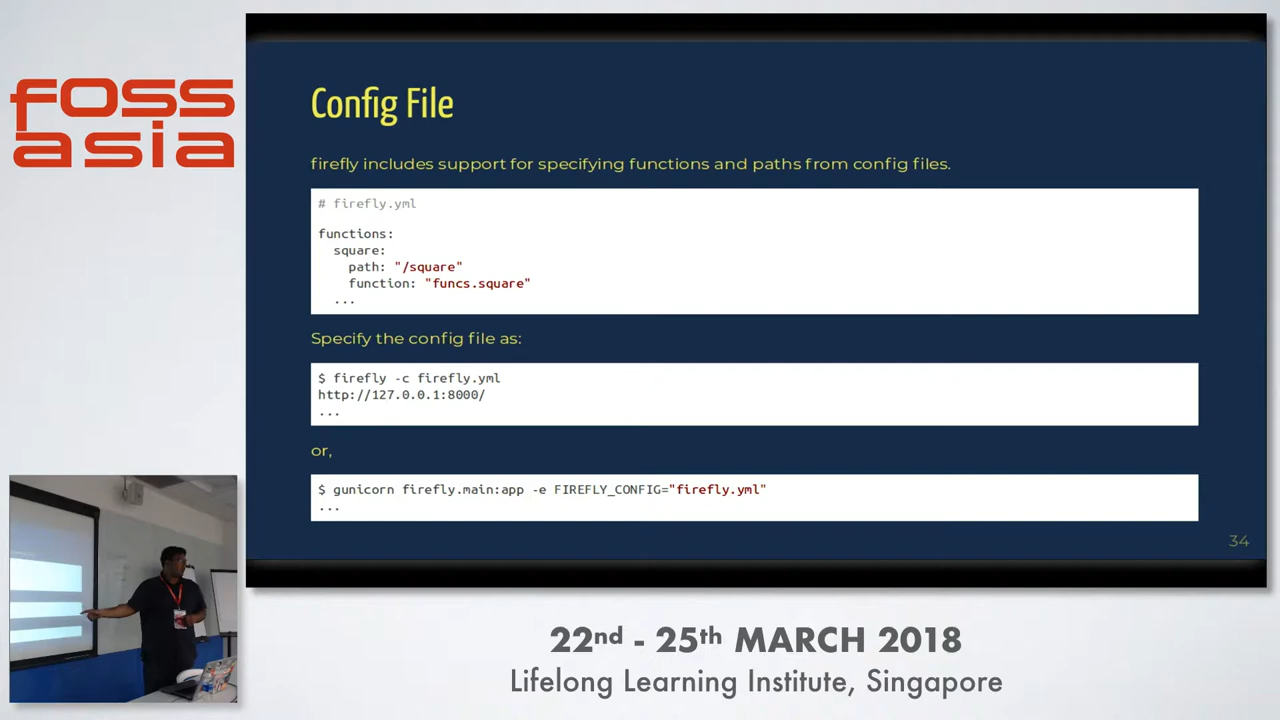 foss
asia
Config File
firefly includes support for specifying functions and paths from config files.
# firefly.yml
functions:
square:
path: "/square"
function: "funcs.square"
...
Specify the config file as:
$ firefly -c firefly.yml
http://127.0.0.1:8000/
...
or,
$ gunicorn firefly.main:app -e FIREFLY_CONFIG="firefly.yml"
...
34
22nd - 25th MARCH 2018
Lifelong Learning Institute, Singapore